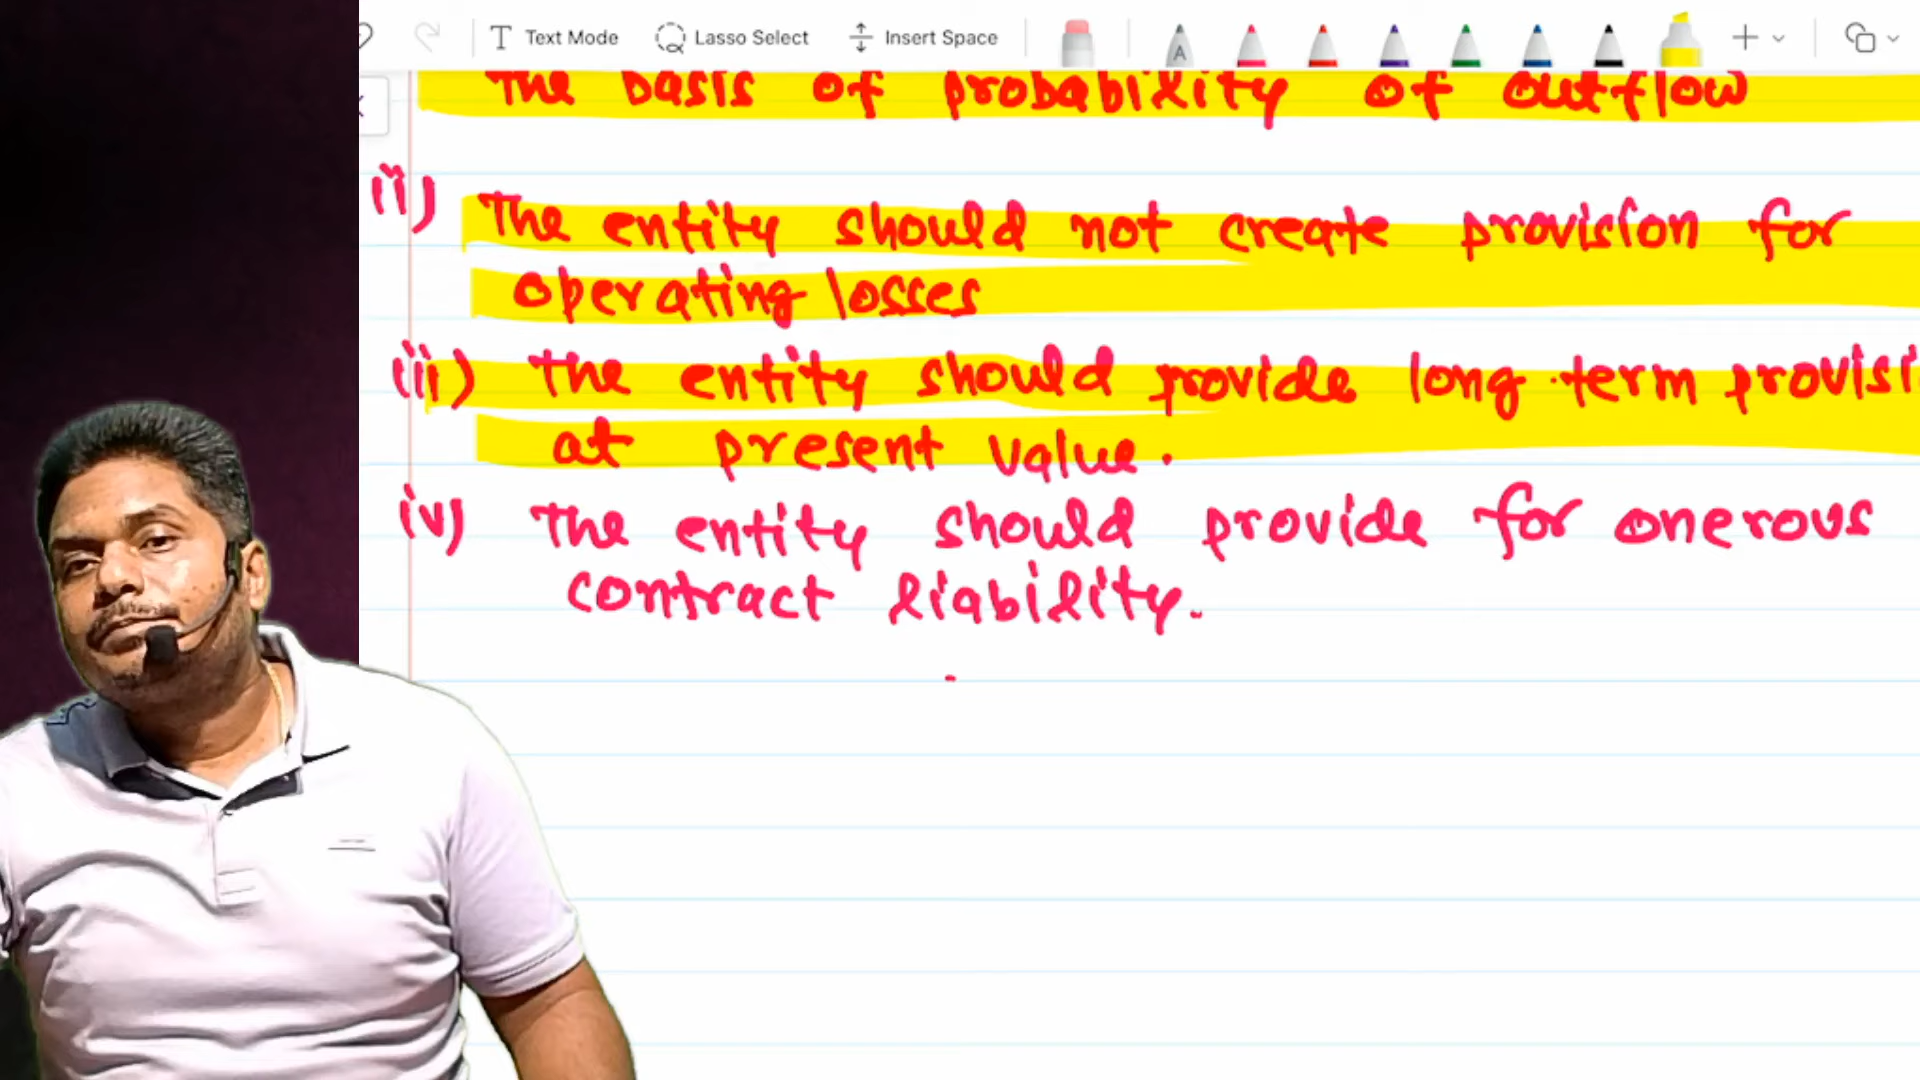 Text Mode Lasso Select Insert Space
A
The basis of probability of outflow
(ii) The entity should not create provision for
operating losses
(iii) The entity should provide long term provisi
at present value.
iv) The entity should provide for onerous
contract liability.